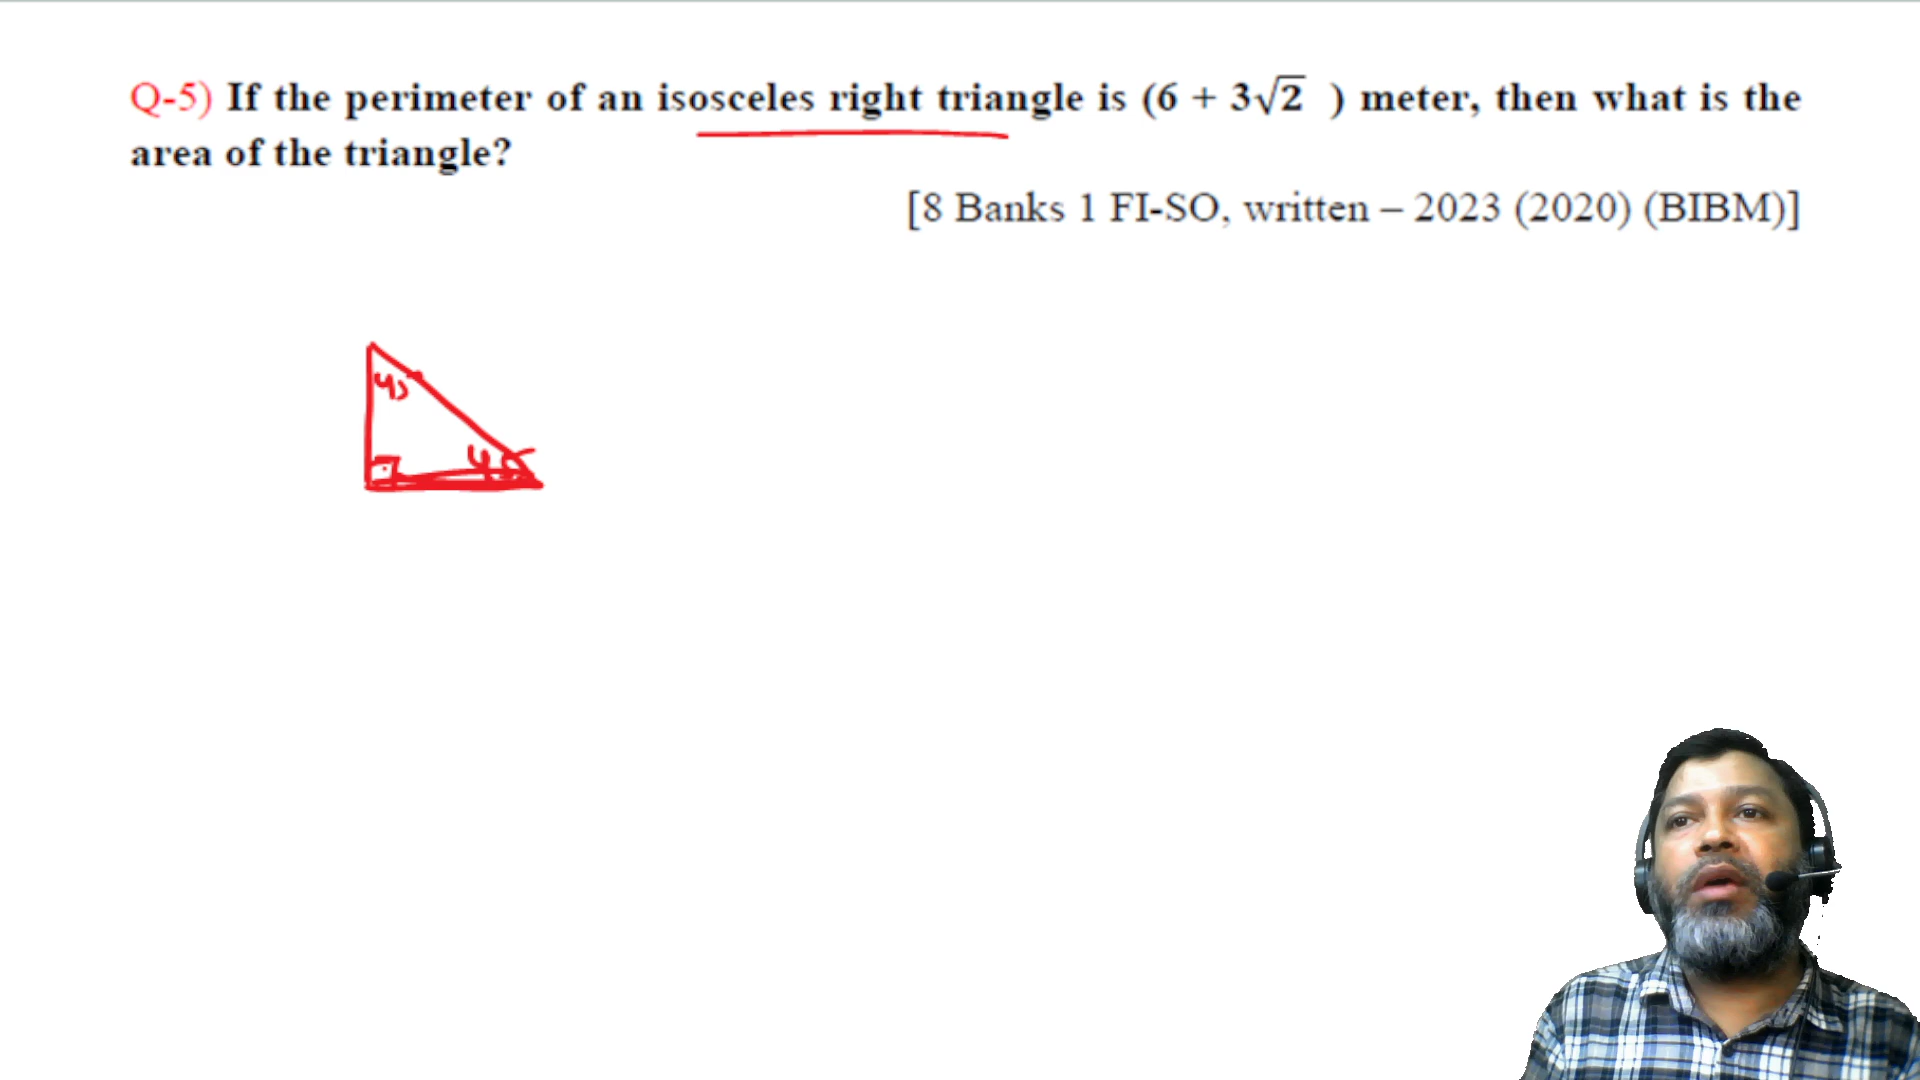 Q-5) If the perimeter of an isosceles right triangle is (6 + 3√2 ) meter, then what is the
area of the triangle?
[8 Banks 1 FI-SO, written – 2023 (2020) (BIBM)]
45
45